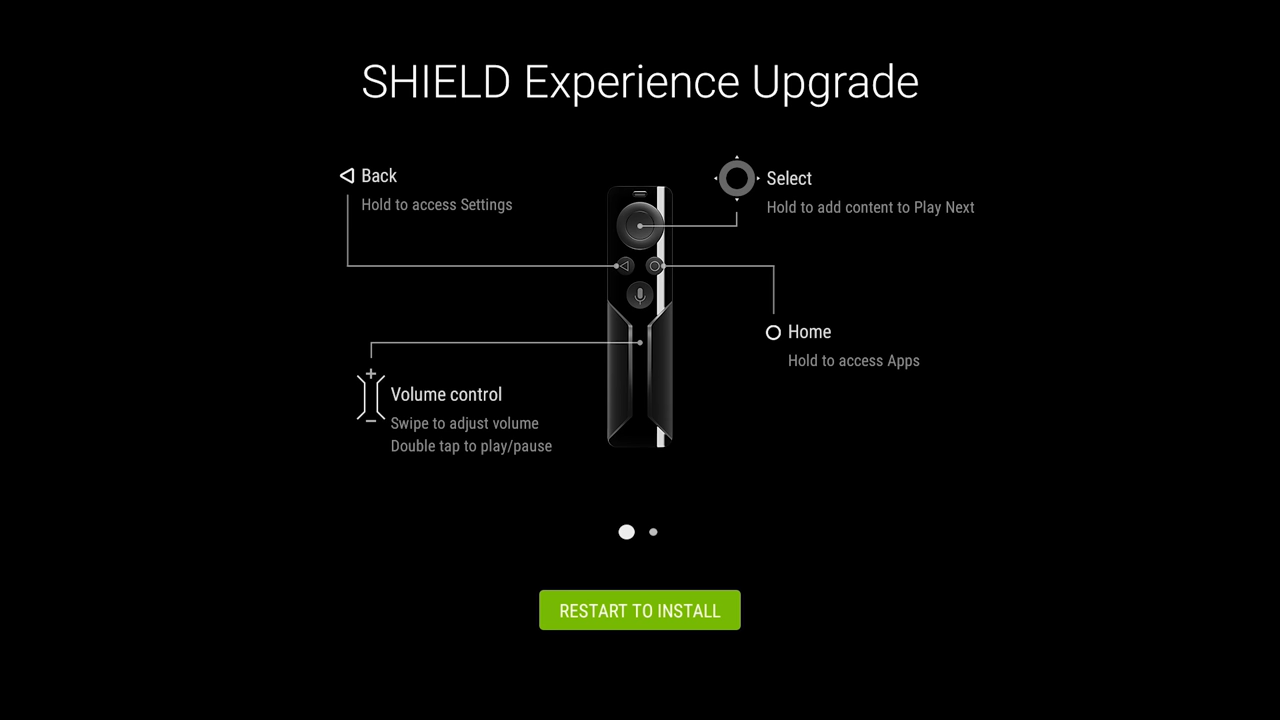 SHIELD Experience Upgrade
Back
Hold to access Settings
Select
Hold to add content to Play Next
Home
Hold to access Apps
Volume control
Swipe to adjust volume
Double tap to play/pause
RESTART TO INSTALL